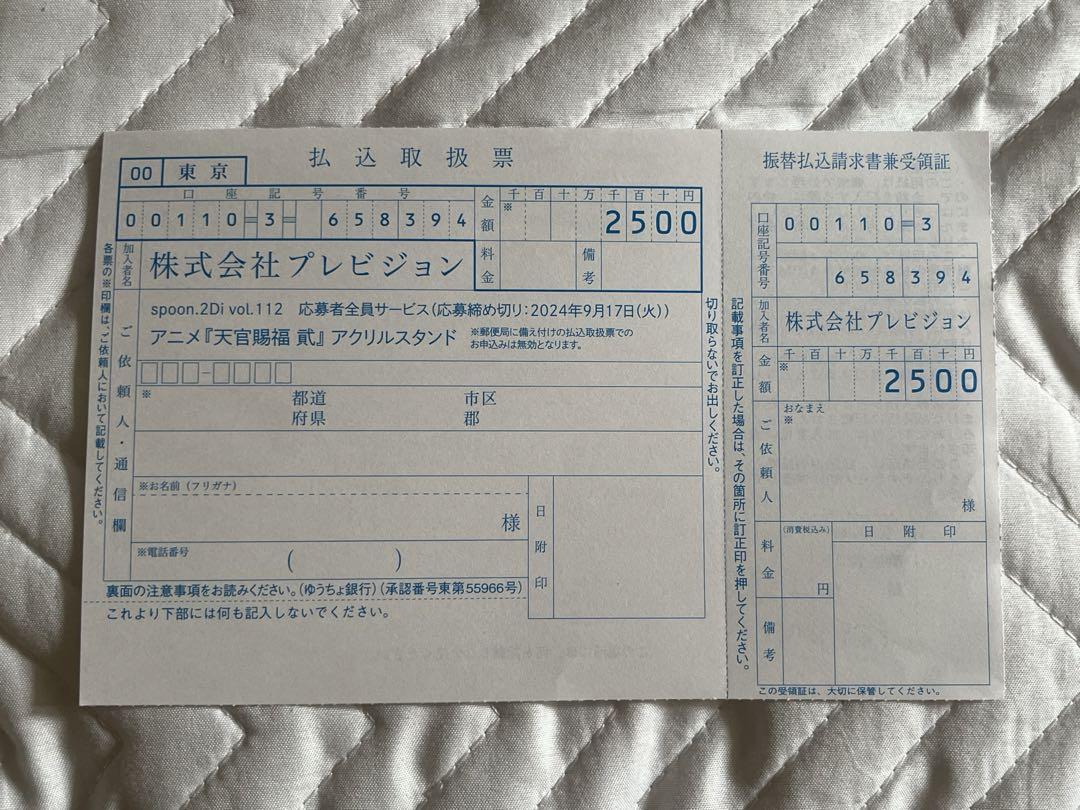 払込取扱票
00 東京
口座記号番号
00110=3= 658394
金額
千百十万千百十円
※ 2500
加入者名
株式会社プレビジョン
料金
備考
ご依頼人・通信欄
spoon.2Di vol.112 応募者全員サービス(応募締め切り:2024年9月17日(火))
アニメ『天官賜福 貮』アクリルスタンド
※郵便局に備え付けの払込取扱票での
お申込みは無効となります。
□□□-□□□□
※
都道 市区
府県 郡
※お名前(フリガナ)
様
※電話番号
( )
日附印
裏面の注意事項をお読みください。(ゆうちょ銀行)(承認番号東第55966号)
これより下部には何も記入しないでください。
各票の※印欄は、ご依頼人において記載してください。
切り取らないでお出しください。
記載事項を訂正した場合は、その箇所に訂正印を押してください。
振替払込請求書兼受領証
口座記号番号
00110=3
658394
加入者名
株式会社プレビジョン
金額
千百十万千百十円
※ 2500
ご依頼人
おなまえ
※
様
料金
(消費税込み)
円
日附印
備考
この受領証は、大切に保管してください。